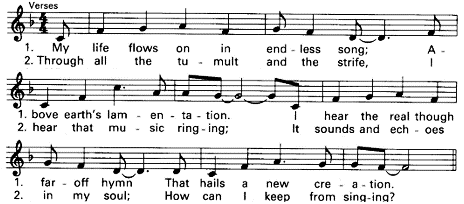 Verses
4 4
1. My life flows on in end-less song; A-
2. Through all the tu-mult and the strife, I
1. bove earth's lam-en-ta-tion. I hear the real though
2. hear that mu-sic ring-ing; It sounds and ech-oes
1. far-off hymn That hails a new cre-a-tion.
2. in my soul; How can I keep from sing-ing?